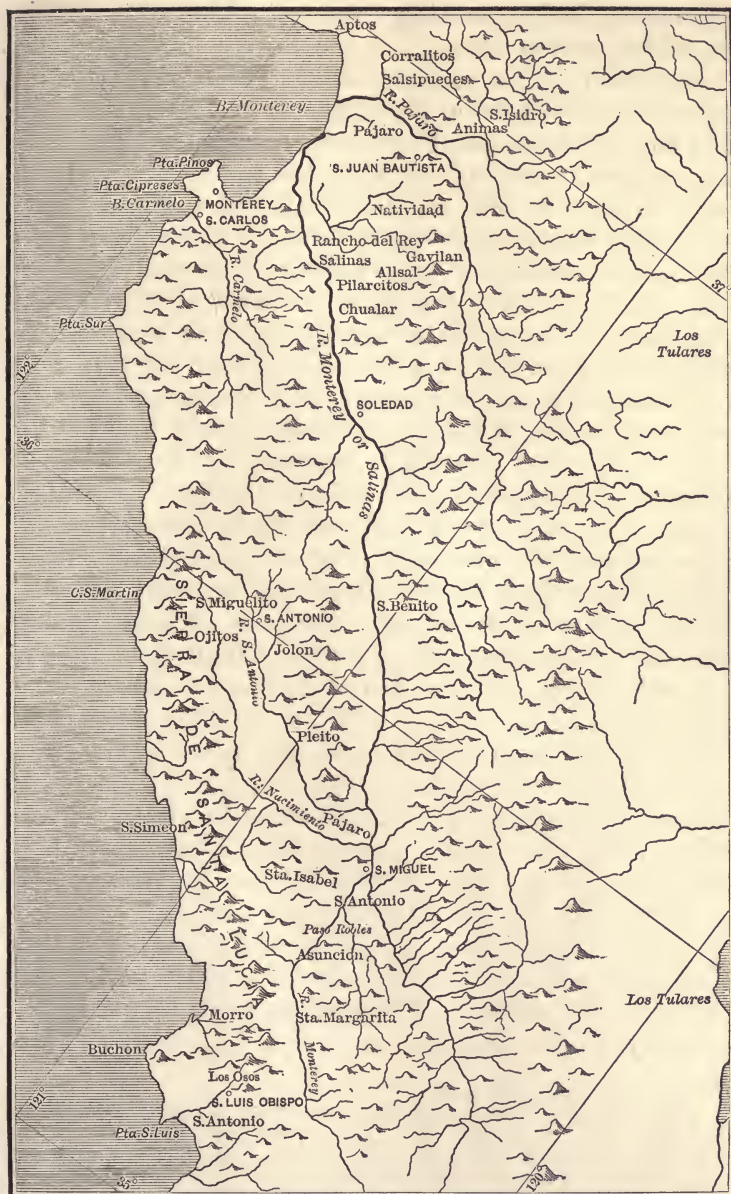 Aptos
Corralitos
Salsipuedes
B. Monterey
R. Pajaro
S. Isidro
Pájaro
Animas
Pta. Pinos
S. JUAN BAUTISTA
Pta. Cipreses
MONTEREY
B. Carmelo
S. CARLOS
Natividad
Rancho del Rey
Gavilan
Salinas
Allsal
Pilarcitos
R. Carmelo
37°
Chualar
Pta. Sur
R. Monterey or Salinas
Los
Tulares
122°
SOLEDAD
36°
C. S. Martin
SIERRA DE SANTA LUCIA
S. Miguelito
S. Benito
S. ANTONIO
Ojitos
R. S. Antonio
Jolon
Pleito
R. Nacimiento
Pájaro
S. Simeon
S. MIGUEL
Sta. Isabel
S. Antonio
Paso Robles
Asuncion
Los Tulares
R. Monterey
Morro
Sta. Margarita
Buchon
Los Osos
121°
S. LUIS OBISPO
S. Antonio
Pta. S. Luis
35°
120°